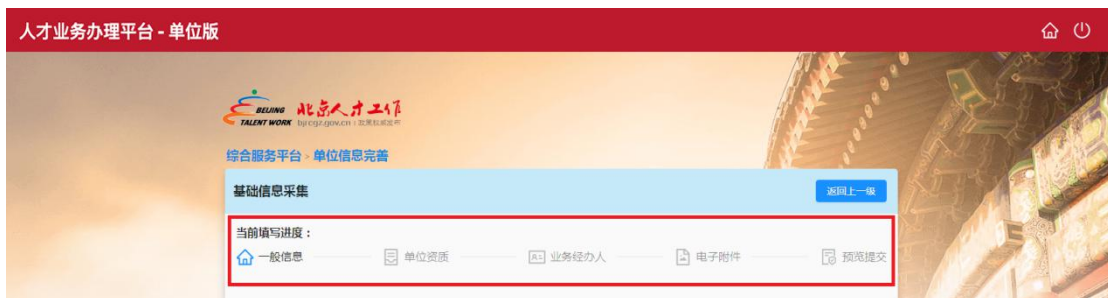 人才业务办理平台 - 单位版
BEIJING
TALENT WORK
北京人才工作
bjrcgz.gov.cn
综合服务平台 > 单位信息完善
基础信息采集
返回上一级
当前填写进度：
一般信息
单位资质
业务经办人
电子附件
预览提交